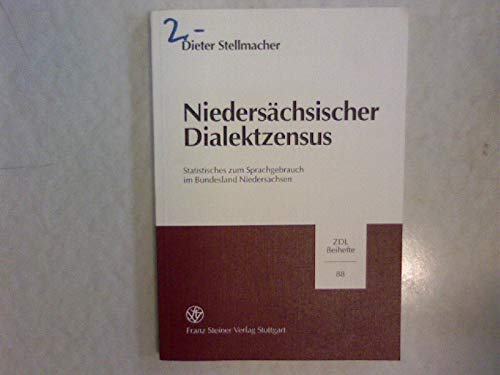 2,-
Dieter Stellmacher
Niedersächsischer
Dialektzensus
Statistisches zum Sprachgebrauch
im Bundesland Niedersachsen
ZDL
Beihefte
88
Franz Steiner Verlag Stuttgart